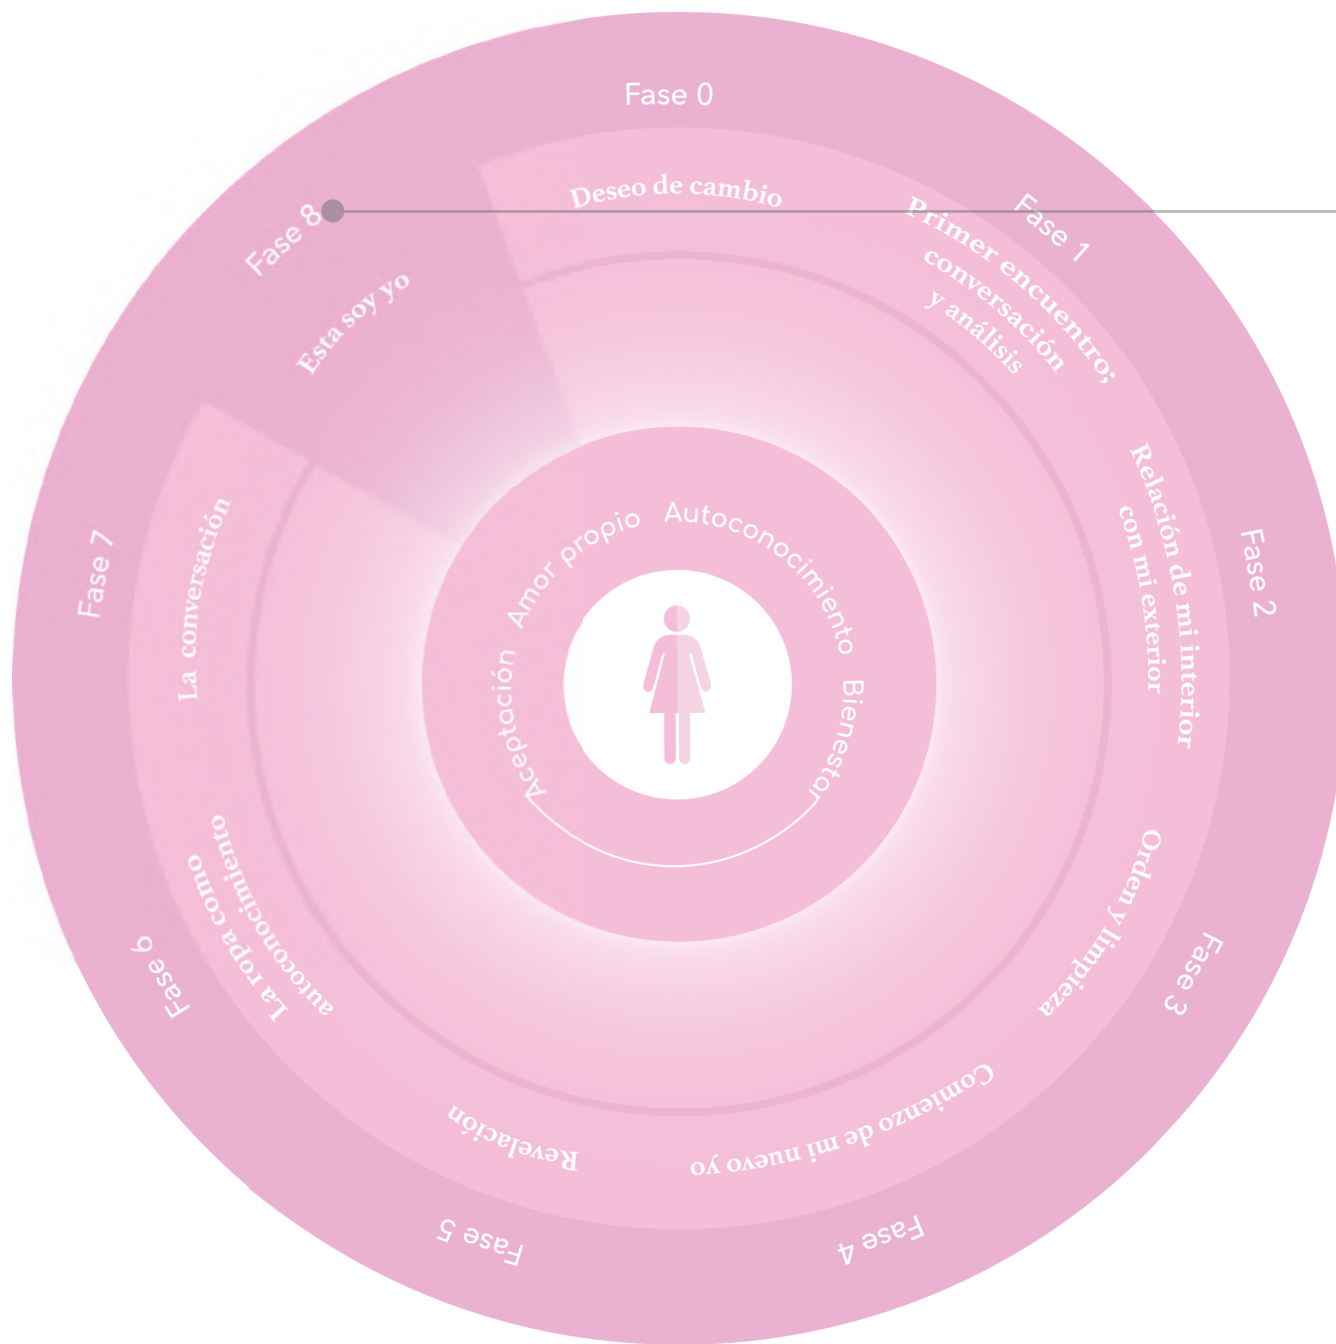 Fase 0
Deseo de cambio
Fase 1
Primer encuentro;
conversación
y análisis
Fase 2
Relación de mi interior
con mi exterior
Fase 3
Orden y limpieza
Fase 4
Comienzo de mi nuevo yo
Fase 5
Revelación
Fase 6
La ropa como
autoconocimiento
Fase 7
La conversación
Fase 8
Esta soy yo
Aceptación Amor propio Autoconocimiento Bienestar